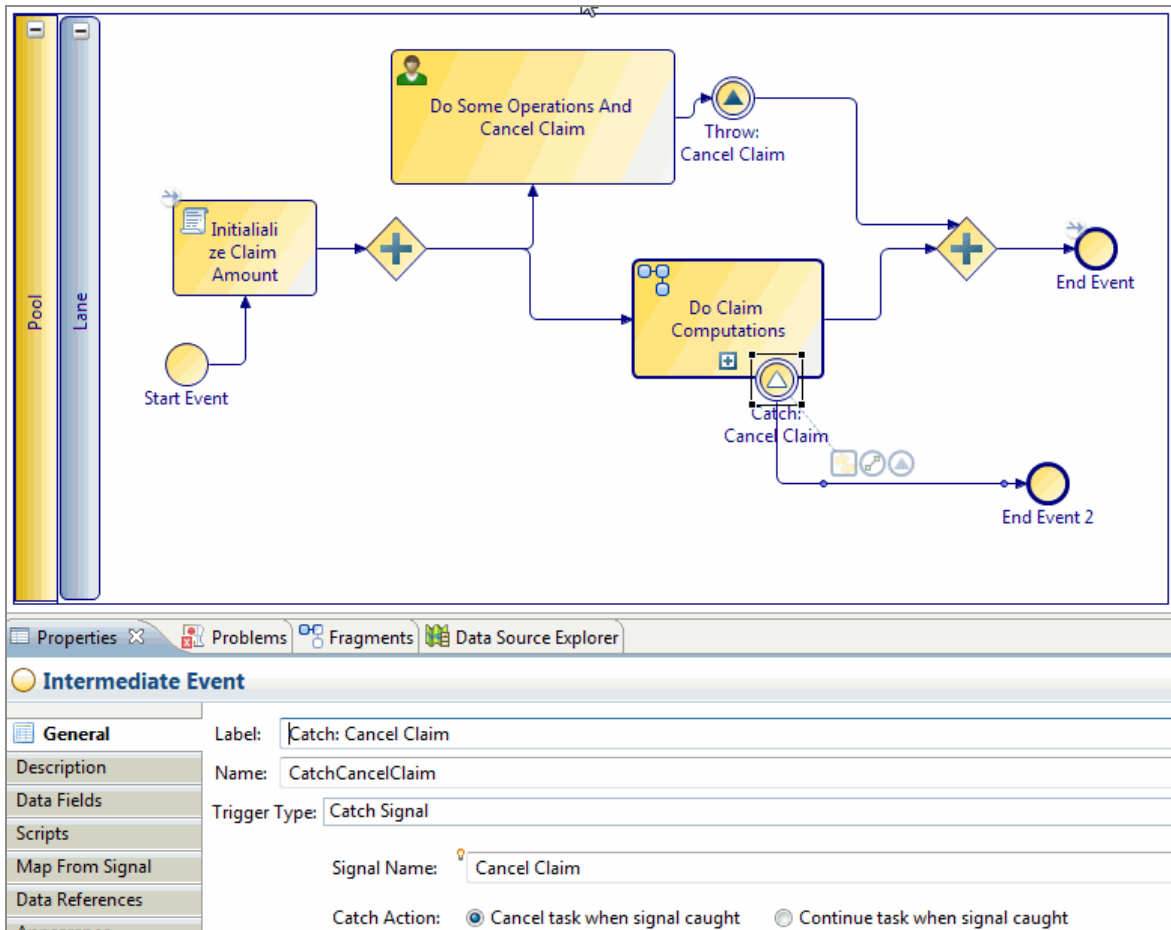 Do Some Operations And
Cancel Claim
Throw:
Cancel Claim
Initialiali
ze Claim
Amount
Do Claim
Computations
End Event
Pool
Lane
Start Event
Catch:
Cancel Claim
End Event 2
Properties Problems Fragments Data Source Explorer
Intermediate Event
General
Label: Catch: Cancel Claim
Description
Name: CatchCancelClaim
Data Fields
Trigger Type: Catch Signal
Scripts
Map From Signal
Signal Name: Cancel Claim
Data References
Catch Action: Cancel task when signal caught Continue task when signal caught